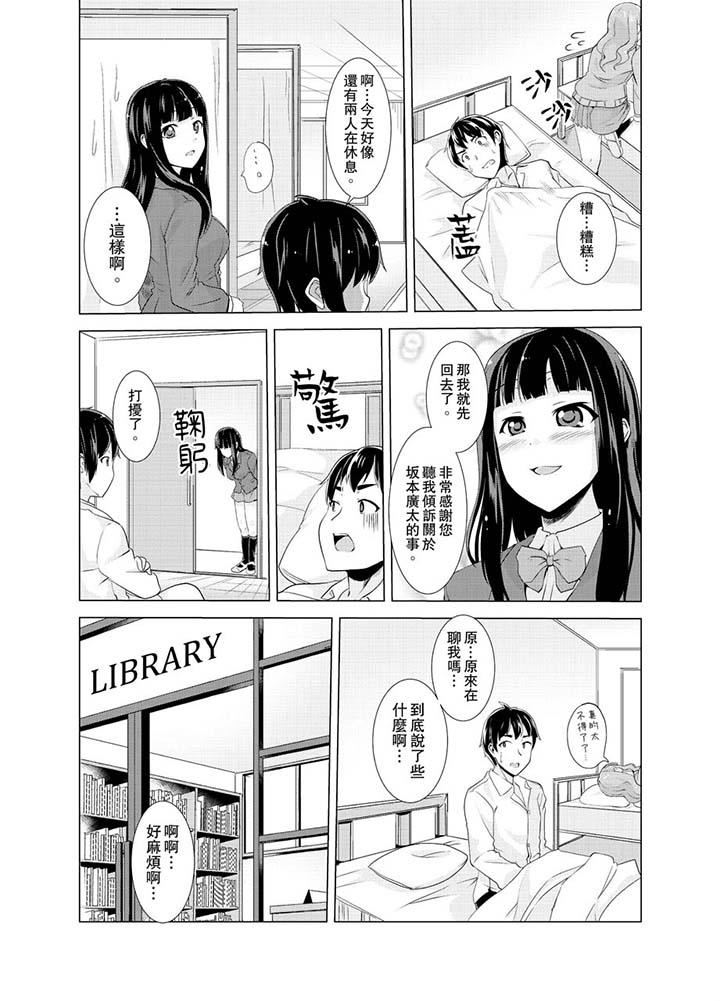 沙
沙
糟…糟糕…
蓋
啊…今天好像
還有兩人在休息。
…。
…這樣啊。
那我就先
回去了。
非常感謝您
聽我傾訴關於
坂本廣太的事。
驚
打擾了。
鞠躬
原…原來在
聊我嗎…
到底說了些
什麼啊…
真的太
不得了了…
LIBRARY
啊啊…
好麻煩啊…